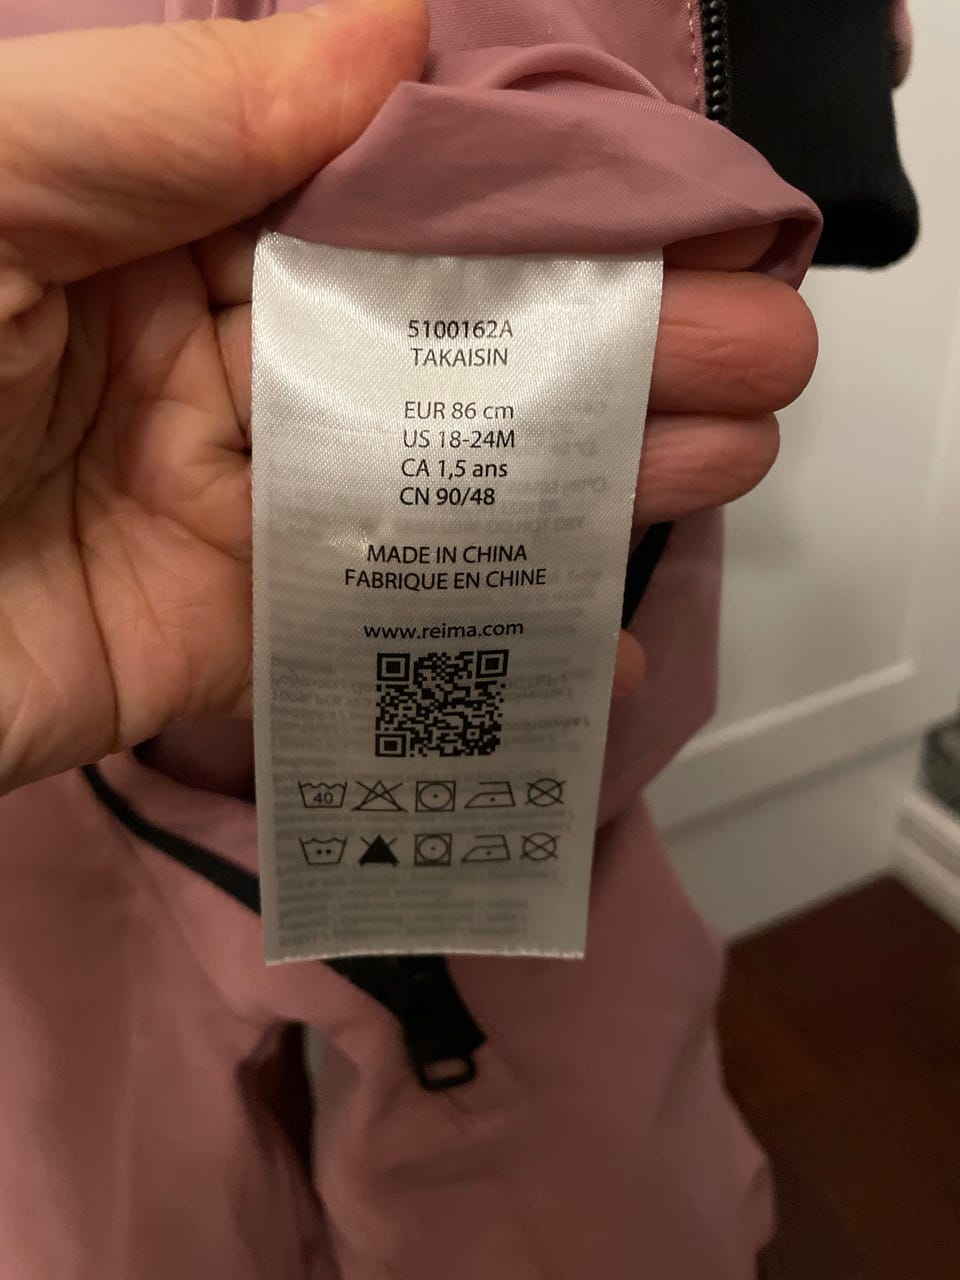 5100162A
TAKAISIN
EUR 86 cm
US 18-24M
CA 1,5 ans
CN 90/48
MADE IN CHINA
FABRIQUE EN CHINE
www.reima.com
40